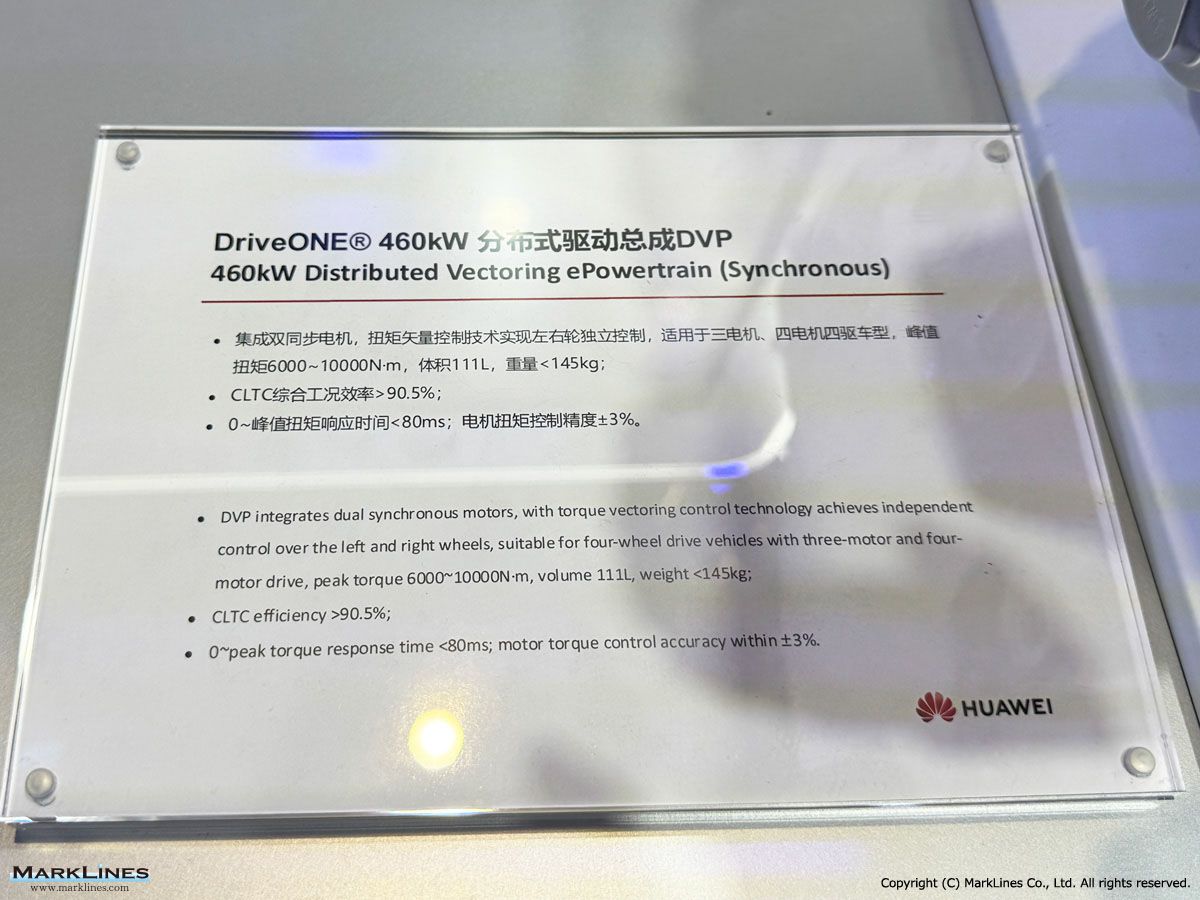 DriveONE® 460kW 分布式驱动总成DVP
460kW Distributed Vectoring ePowertrain (Synchronous)
• 集成双同步电机，扭矩矢量控制技术实现左右轮独立控制，适用于三电机、四电机四驱车型，峰值
扭矩6000~10000N·m，体积111L，重量<145kg；
• CLTC综合工况效率>90.5%；
• 0~峰值扭矩响应时间<80ms；电机扭矩控制精度±3%。
• DVP integrates dual synchronous motors, with torque vectoring control technology achieves independent
control over the left and right wheels, suitable for four-wheel drive vehicles with three-motor and four-
motor drive, peak torque 6000~10000N·m, volume 111L, weight <145kg;
• CLTC efficiency >90.5%;
• 0~peak torque response time <80ms; motor torque control accuracy within ±3%.
HUAWEI
MARKLINES
www.marklines.com
Copyright (C) MarkLines Co., Ltd. All rights reserved.